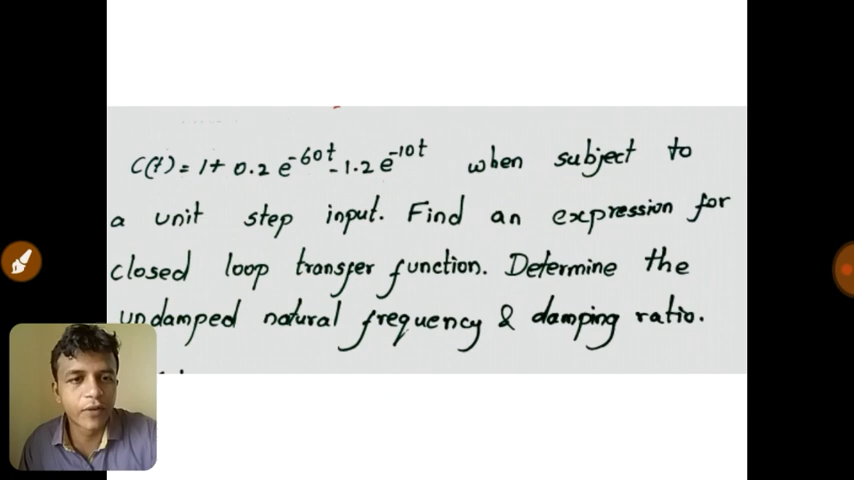 C(t) = 1 + 0.2 e^-60t - 1.2 e^-10t when subject to
a unit step input. Find an expression for
closed loop transfer function. Determine the
undamped natural frequency & damping ratio.